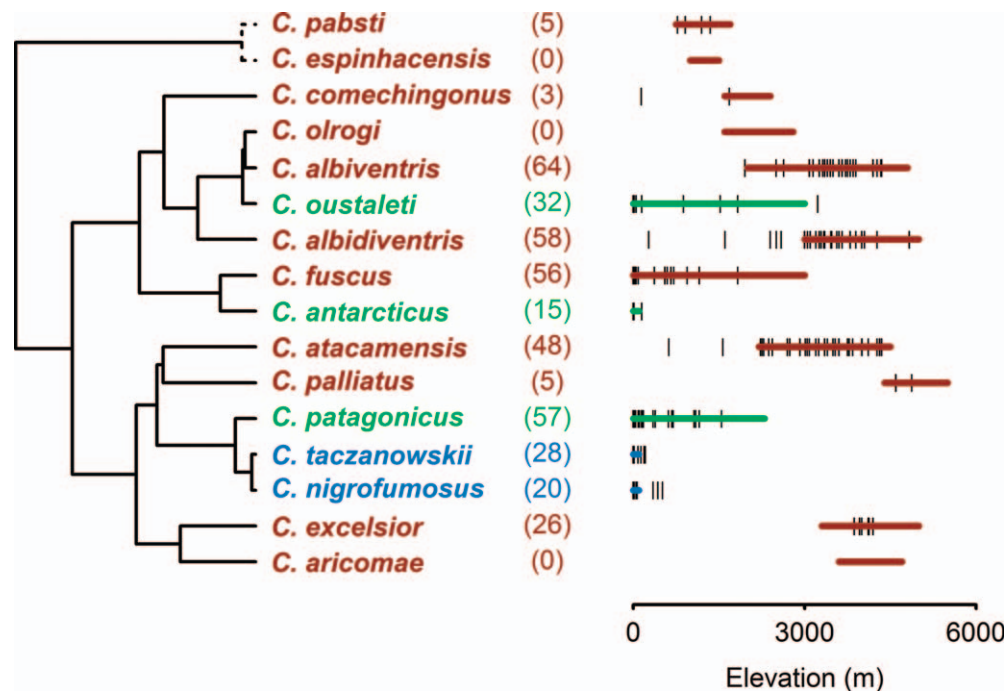 C. pabsti (5)
C. espinhacensis (0)
C. comechingonus (3)
C. olrogi (0)
C. albiventris (64)
C. oustaleti (32)
C. albidiventris (58)
C. fuscus (56)
C. antarcticus (15)
C. atacamensis (48)
C. palliatus (5)
C. patagonicus (57)
C. taczanowskii (28)
C. nigrofumosus (20)
C. excelsior (26)
C. aricomae (0)
0 3000 6000
Elevation (m)